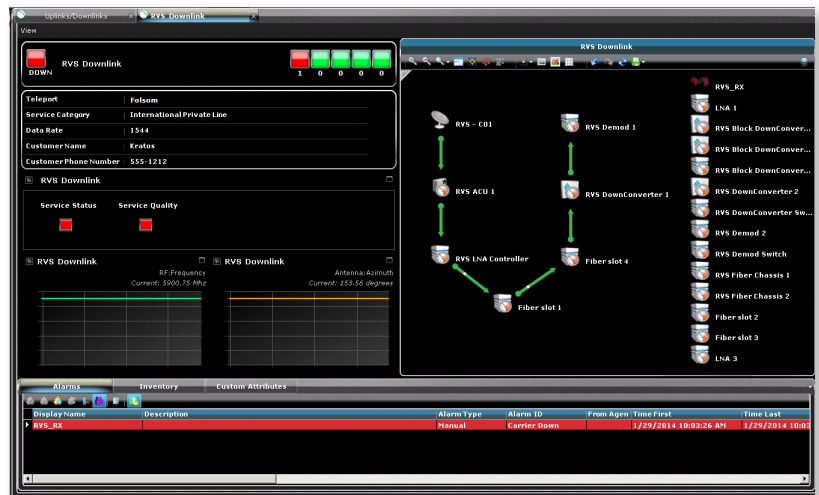 Uplinks/Downlinks x RVS Downlink x
View
DOWN
RVS Downlink
1 0 0 0 0
Teleport Folsom
Service Category International Private Line
Data Rate 1544
Customer Name Kratos
Customer Phone Number 555-1212
RVS Downlink
Service Status Service Quality
RVS Downlink
RF:Frequency
Current: 5900.75 Mhz
RVS Downlink
Antenna:Azimuth
Current: 153.56 degrees
RVS Downlink
RVS - C01
RVS ACU 1
RVS LNA Controller
Fiber slot 1
Fiber slot 4
RVS DownConverter 1
RVS Demod 1
RVS_RX
LNA 1
RVS Block DownConver...
RVS Block DownConver...
RVS Block DownConver...
RVS DownConverter 2
RVS DownConverter Sw...
RVS Demod 2
RVS Demod Switch
RVS Fiber Chassis 1
RVS Fiber Chassis 2
Fiber slot 2
Fiber slot 3
LNA 3
Alarms Inventory Custom Attributes
Display Name Description Alarm Type Alarm ID From Agen Time First Time Last
RVS_RX Manual Carrier Down 1/29/2014 10:03:26 AM 1/29/2014 10:03